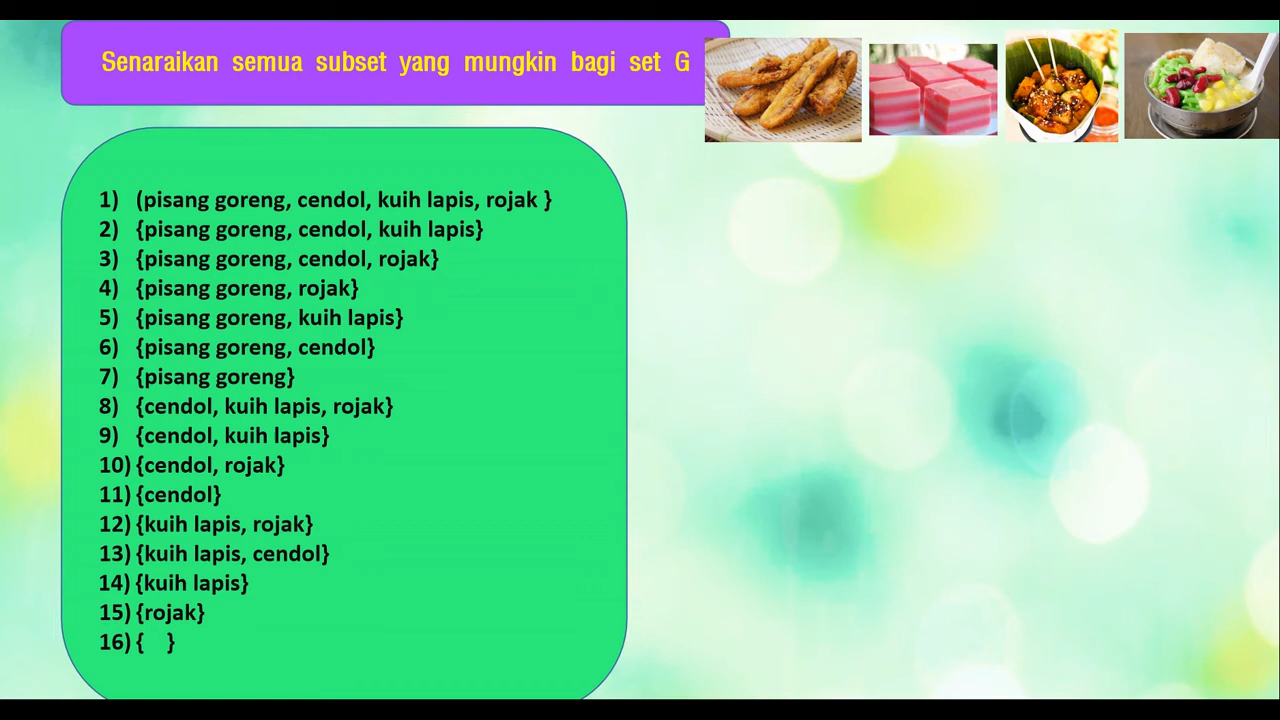 Senaraikan semua subset yang mungkin bagi set G
1) (pisang goreng, cendol, kuih lapis, rojak }
2) {pisang goreng, cendol, kuih lapis}
3) {pisang goreng, cendol, rojak}
4) {pisang goreng, rojak}
5) {pisang goreng, kuih lapis}
6) {pisang goreng, cendol}
7) {pisang goreng}
8) {cendol, kuih lapis, rojak}
9) {cendol, kuih lapis}
10) {cendol, rojak}
11) {cendol}
12) {kuih lapis, rojak}
13) {kuih lapis, cendol}
14) {kuih lapis}
15) {rojak}
16) { }